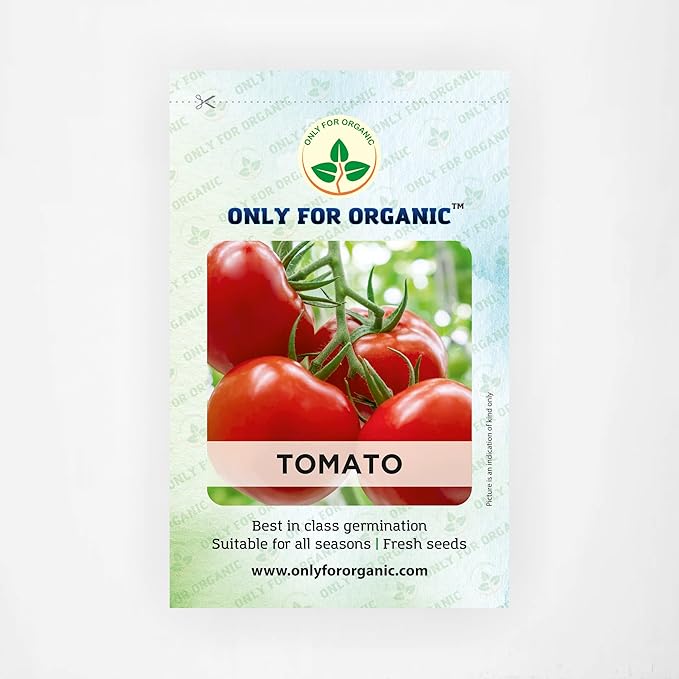 ONLY FOR ORGANIC
ONLY FOR ORGANIC™
TOMATO
Picture is an indication of kind only
Best in class germination
Suitable for all seasons | Fresh seeds
www.onlyfororganic.com